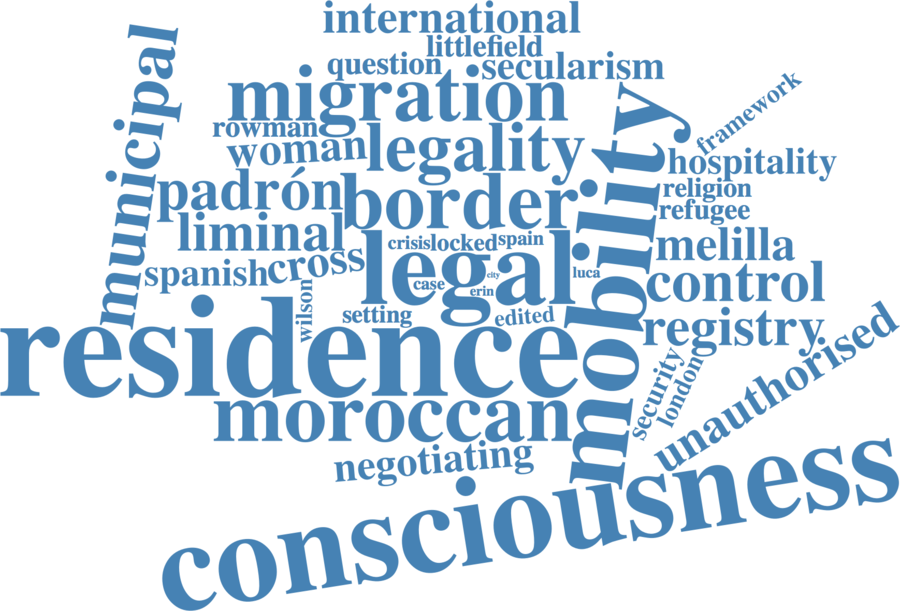 international
littlefield
question
secularism
municipal
migration
framework
rowman
woman
legality
mobility
hospitality
padrón
border
religion
refugee
liminal
crisis
locked
spain
melilla
spanish
cross
legal
case
city
erin
luca
control
wilson
setting
edited
registry
residence
security
london
unauthorised
moroccan
negotiating
consciousness